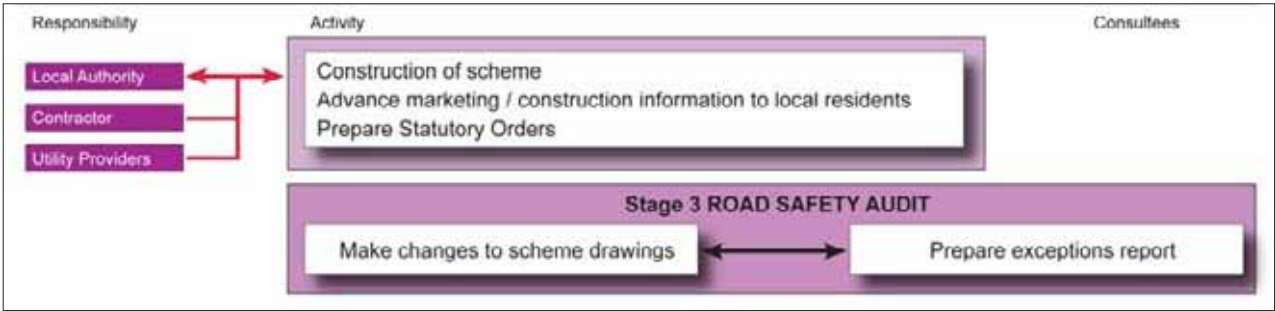 Responsibility
Activity
Consultees
Local Authority
Contractor
Utility Providers
Construction of scheme
Advance marketing / construction information to local residents
Prepare Statutory Orders
Stage 3 ROAD SAFETY AUDIT
Make changes to scheme drawings
Prepare exceptions report